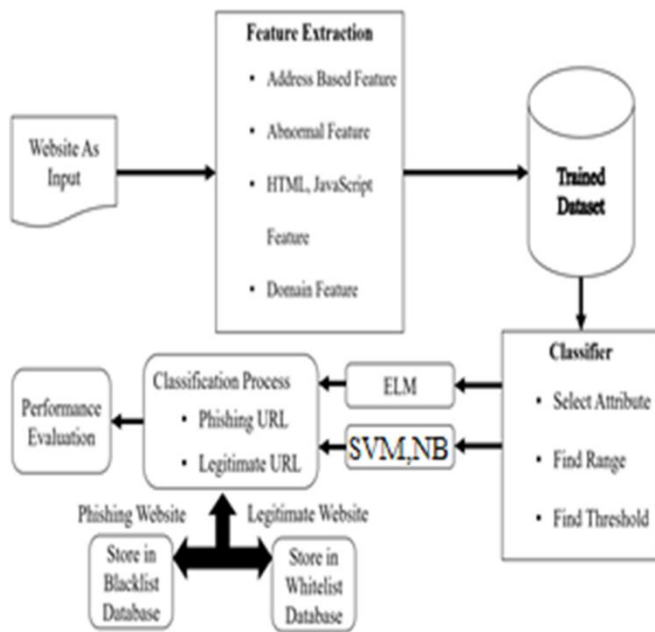 Website As
Input
Feature Extraction
• Address Based Feature
• Abnormal Feature
• HTML, JavaScript
Feature
• Domain Feature
Trained
Dataset
Classifier
• Select Attribute
• Find Range
• Find Threshold
ELM
SVM,NB
Classification Process
• Phishing URL
• Legitimate URL
Performance
Evaluation
Phishing Website
Legitimate Website
Store in
Blacklist
Database
Store in
Whitelist
Database